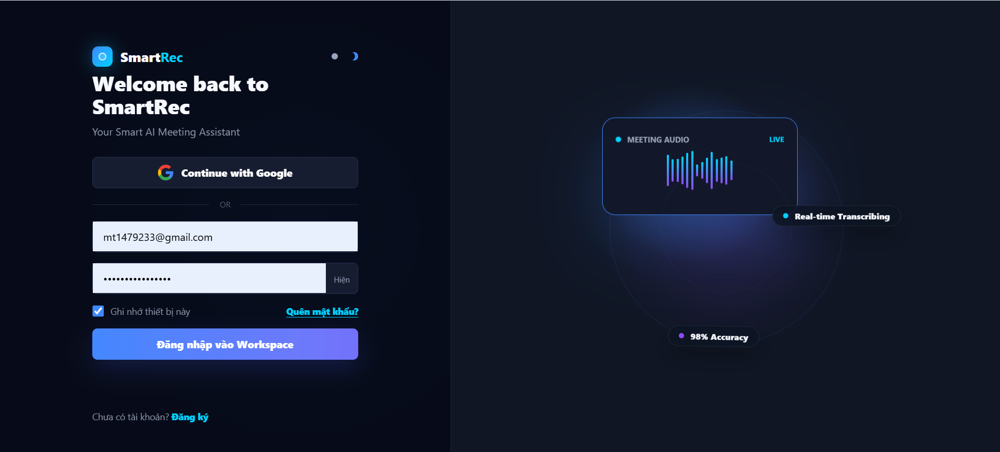 SmartRec
Welcome back to
SmartRec
Your Smart AI Meeting Assistant
Continue with Google
OR
mt1479233@gmail.com
••••••••••••••••
Hiện
Ghi nhớ thiết bị này
Quên mật khẩu?
Đăng nhập vào Workspace
Chưa có tài khoản? Đăng ký
MEETING AUDIO
LIVE
Real-time Transcribing
98% Accuracy